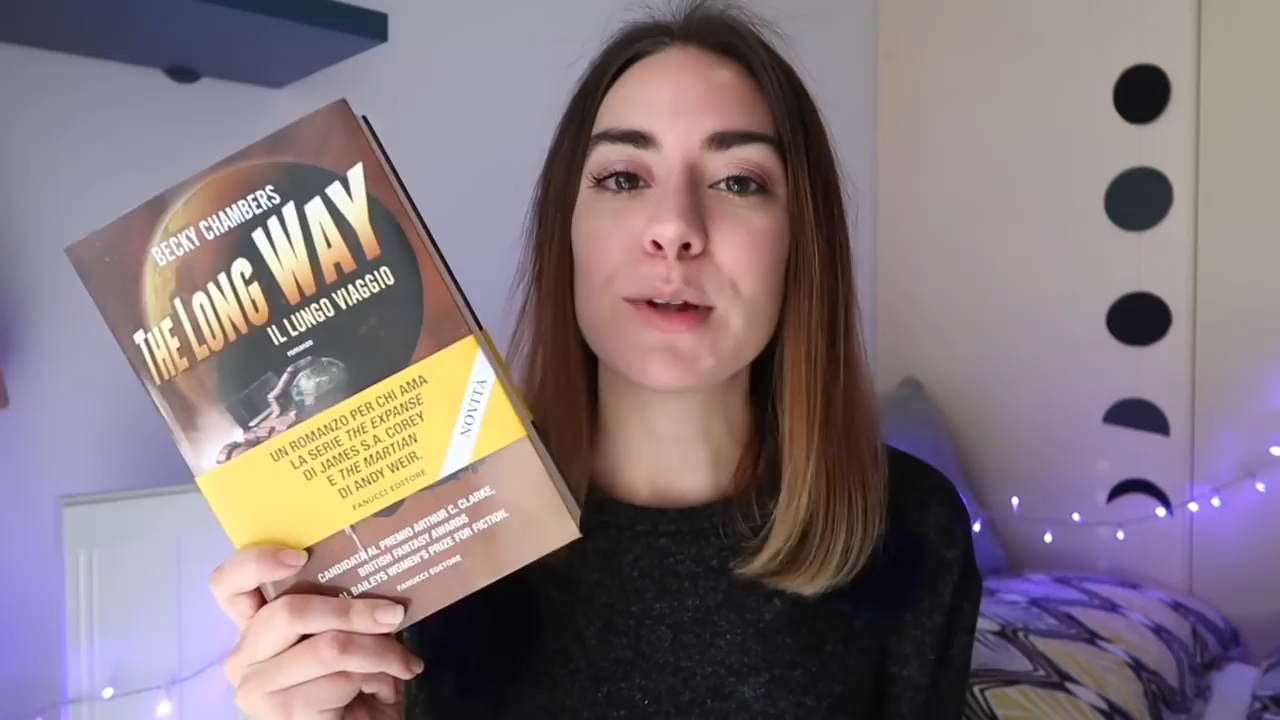 BECKY CHAMBERS
THE LONG WAY
IL LUNGO VIAGGIO
romanzo
UN ROMANZO PER CHI AMA
LA SERIE THE EXPANSE
DI JAMES S.A. COREY
E THE MARTIAN
DI ANDY WEIR.
FANUCCI EDITORE
NOVITÀ
CANDIDATA AL PREMIO ARTHUR C. CLARKE,
BRITISH FANTASY AWARDS
AL BAILEYS WOMEN'S PRIZE FOR FICTION.
FANUCCI EDITORE